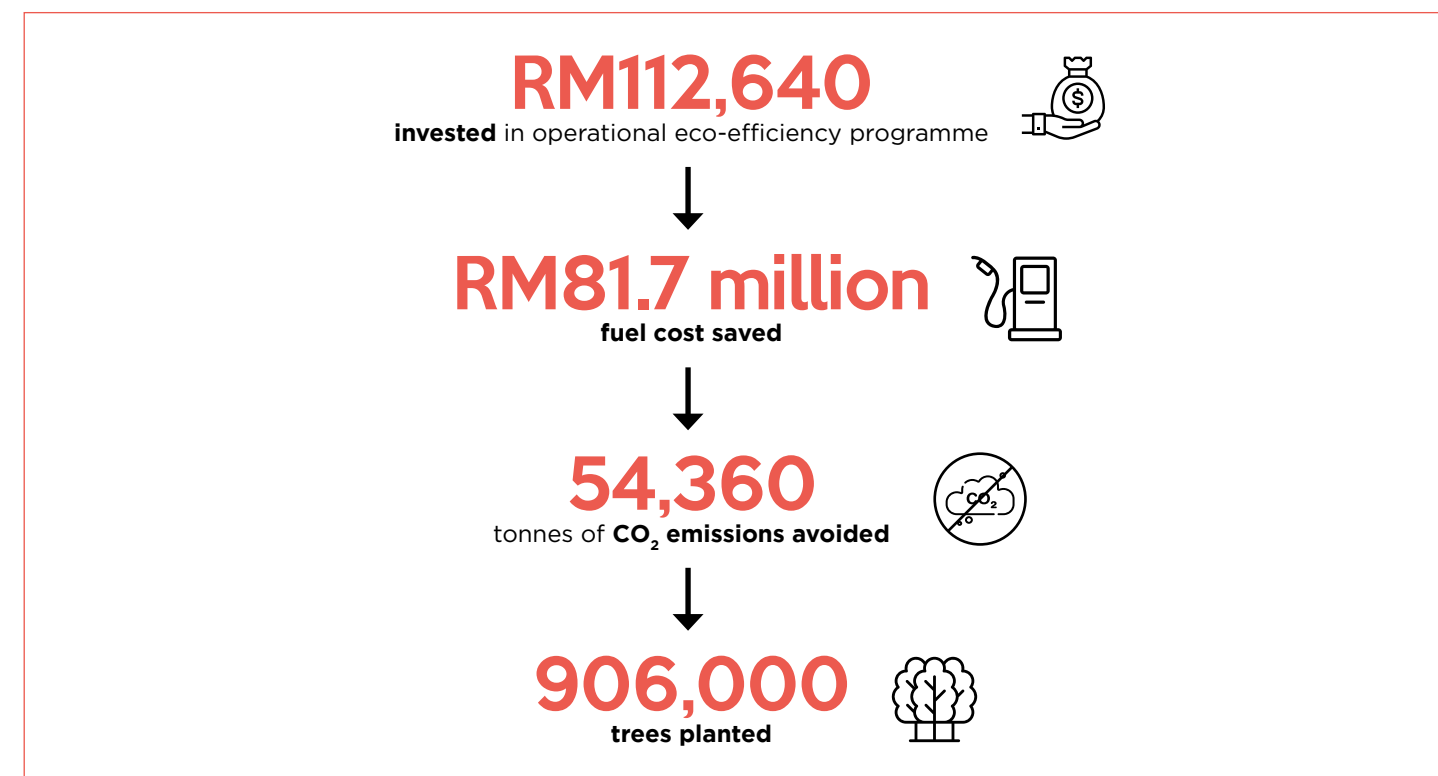 RM112,640
invested in operational eco-efficiency programme
$
RM81.7 million
fuel cost saved
54,360
CO₂
tonnes of CO₂ emissions avoided
906,000
trees planted